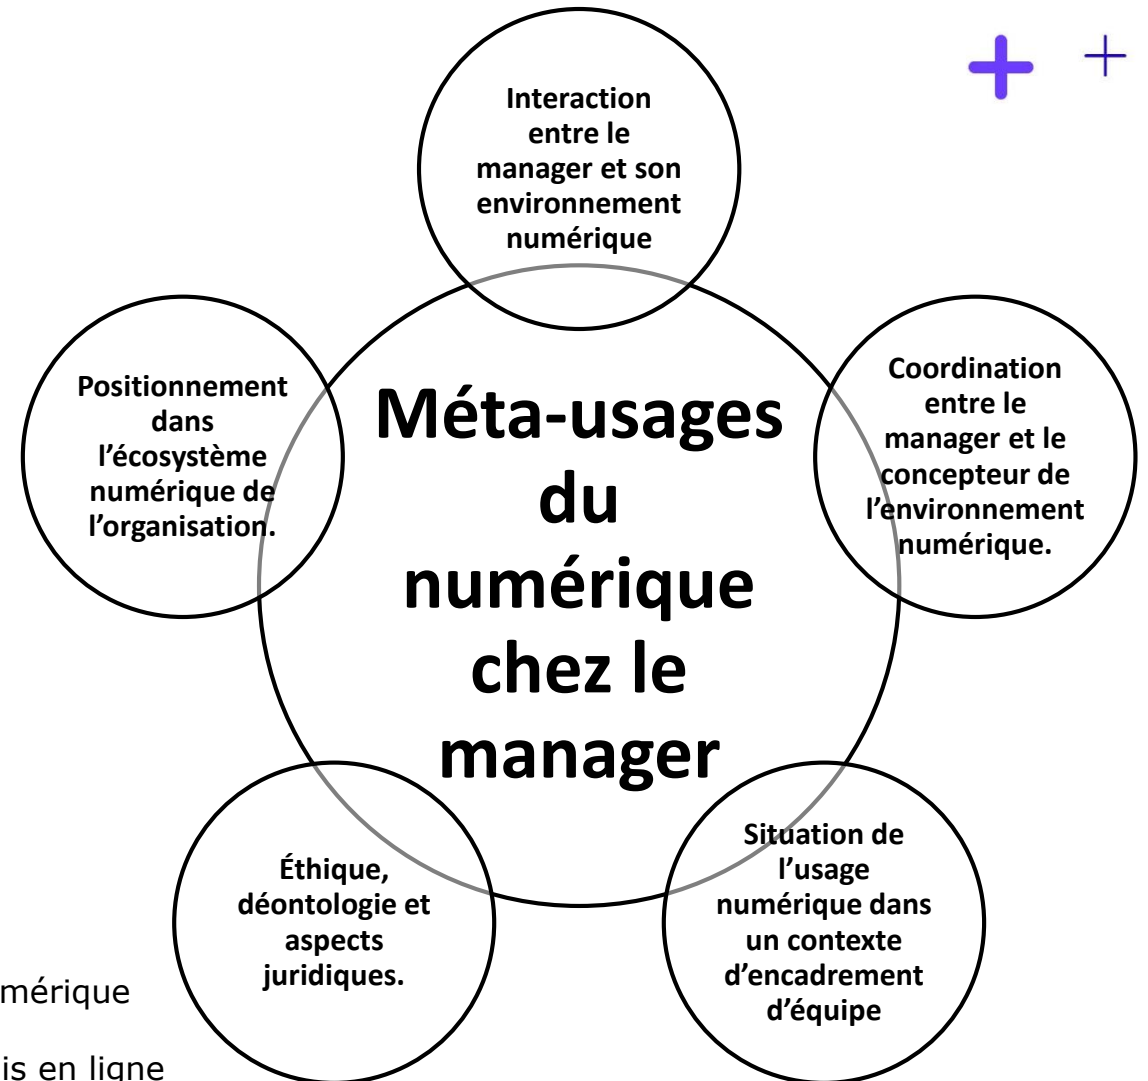 Interaction
entre le
manager et son
environnement
numérique
Positionnement
dans
l'écosystème
numérique de
l'organisation.
Méta-usages
du
numérique
chez le
manager
Coordination
entre le
manager et le
concepteur de
l'environnement
numérique.
Éthique,
déontologie et
aspects
juridiques.
Situation de
l'usage
numérique dans
un contexte
d'encadrement
d'équipe
mérique
is en ligne